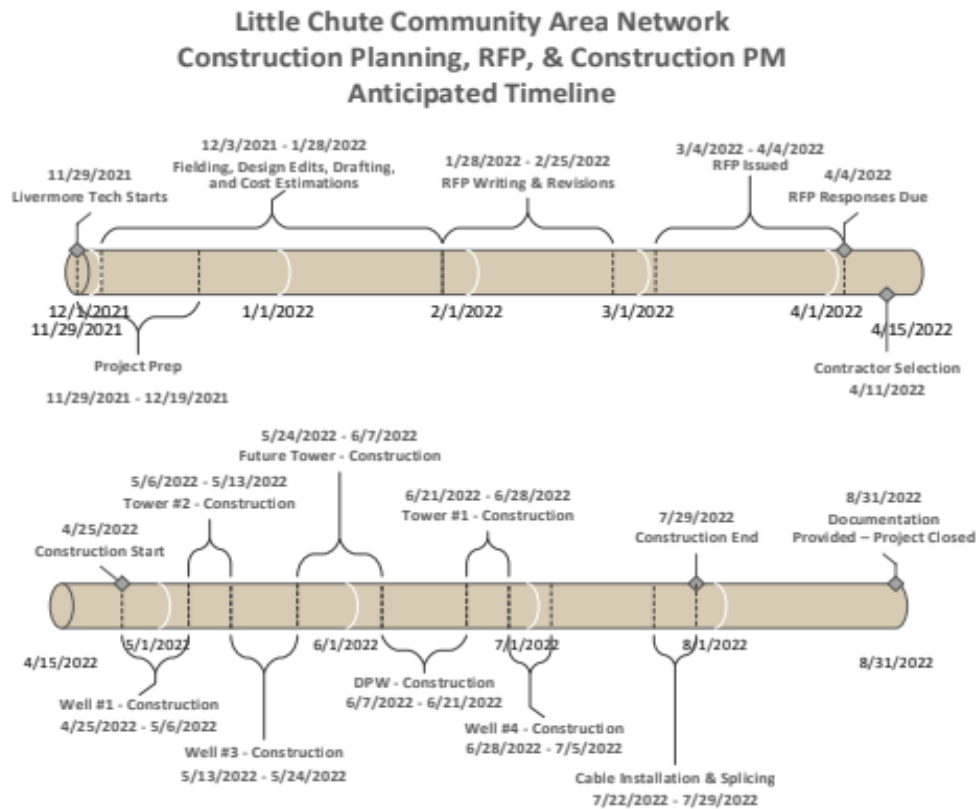 Little Chute Community Area Network
Construction Planning, RFP, & Construction PM
Anticipated Timeline
12/3/2021 - 1/28/2022
Fielding, Design Edits, Drafting,
and Cost Estimations
3/4/2022 - 4/4/2022
RFP Issued
1/28/2022 - 2/25/2022
RFP Writing & Revisions
11/29/2021
Livermore Tech Starts
4/4/2022
RFP Responses Due
12/1/2021
1/1/2022
2/1/2022
3/1/2022
4/1/2022
11/29/2021
4/15/2022
Project Prep
11/29/2021 - 12/19/2021
Contractor Selection
4/11/2022
5/24/2022 - 6/7/2022
Future Tower - Construction
5/6/2022 - 5/13/2022
Tower #2 - Construction
6/21/2022 - 6/28/2022
Tower #1 - Construction
8/31/2022
Documentation
Provided – Project Closed
4/25/2022
Construction Start
7/29/2022
Construction End
5/1/2022
6/1/2022
7/1/2022
8/1/2022
4/15/2022
8/31/2022
DPW - Construction
6/7/2022 - 6/21/2022
Well #1 - Construction
4/25/2022 - 5/6/2022
Well #4 - Construction
6/28/2022 - 7/5/2022
Well #3 - Construction
5/13/2022 - 5/24/2022
Cable Installation & Splicing
7/22/2022 - 7/29/2022